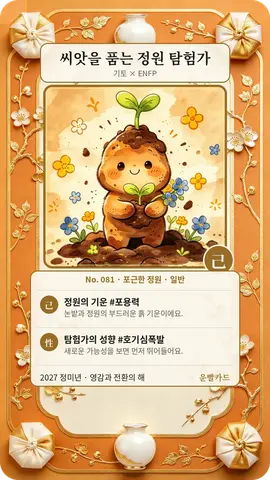 씨앗을 품는 정원 탐험가
기토 × ENFP
己
No. 081 · 포근한 정원 · 일반
己
정원의 기운 #포용력
논밭과 정원의 부드러운 흙 기운이에요.
性
탐험가의 성향 #호기심폭발
새로운 가능성을 보면 먼저 뛰어들어요.
2027 정미년 · 영감과 전환의 해
운빨카드